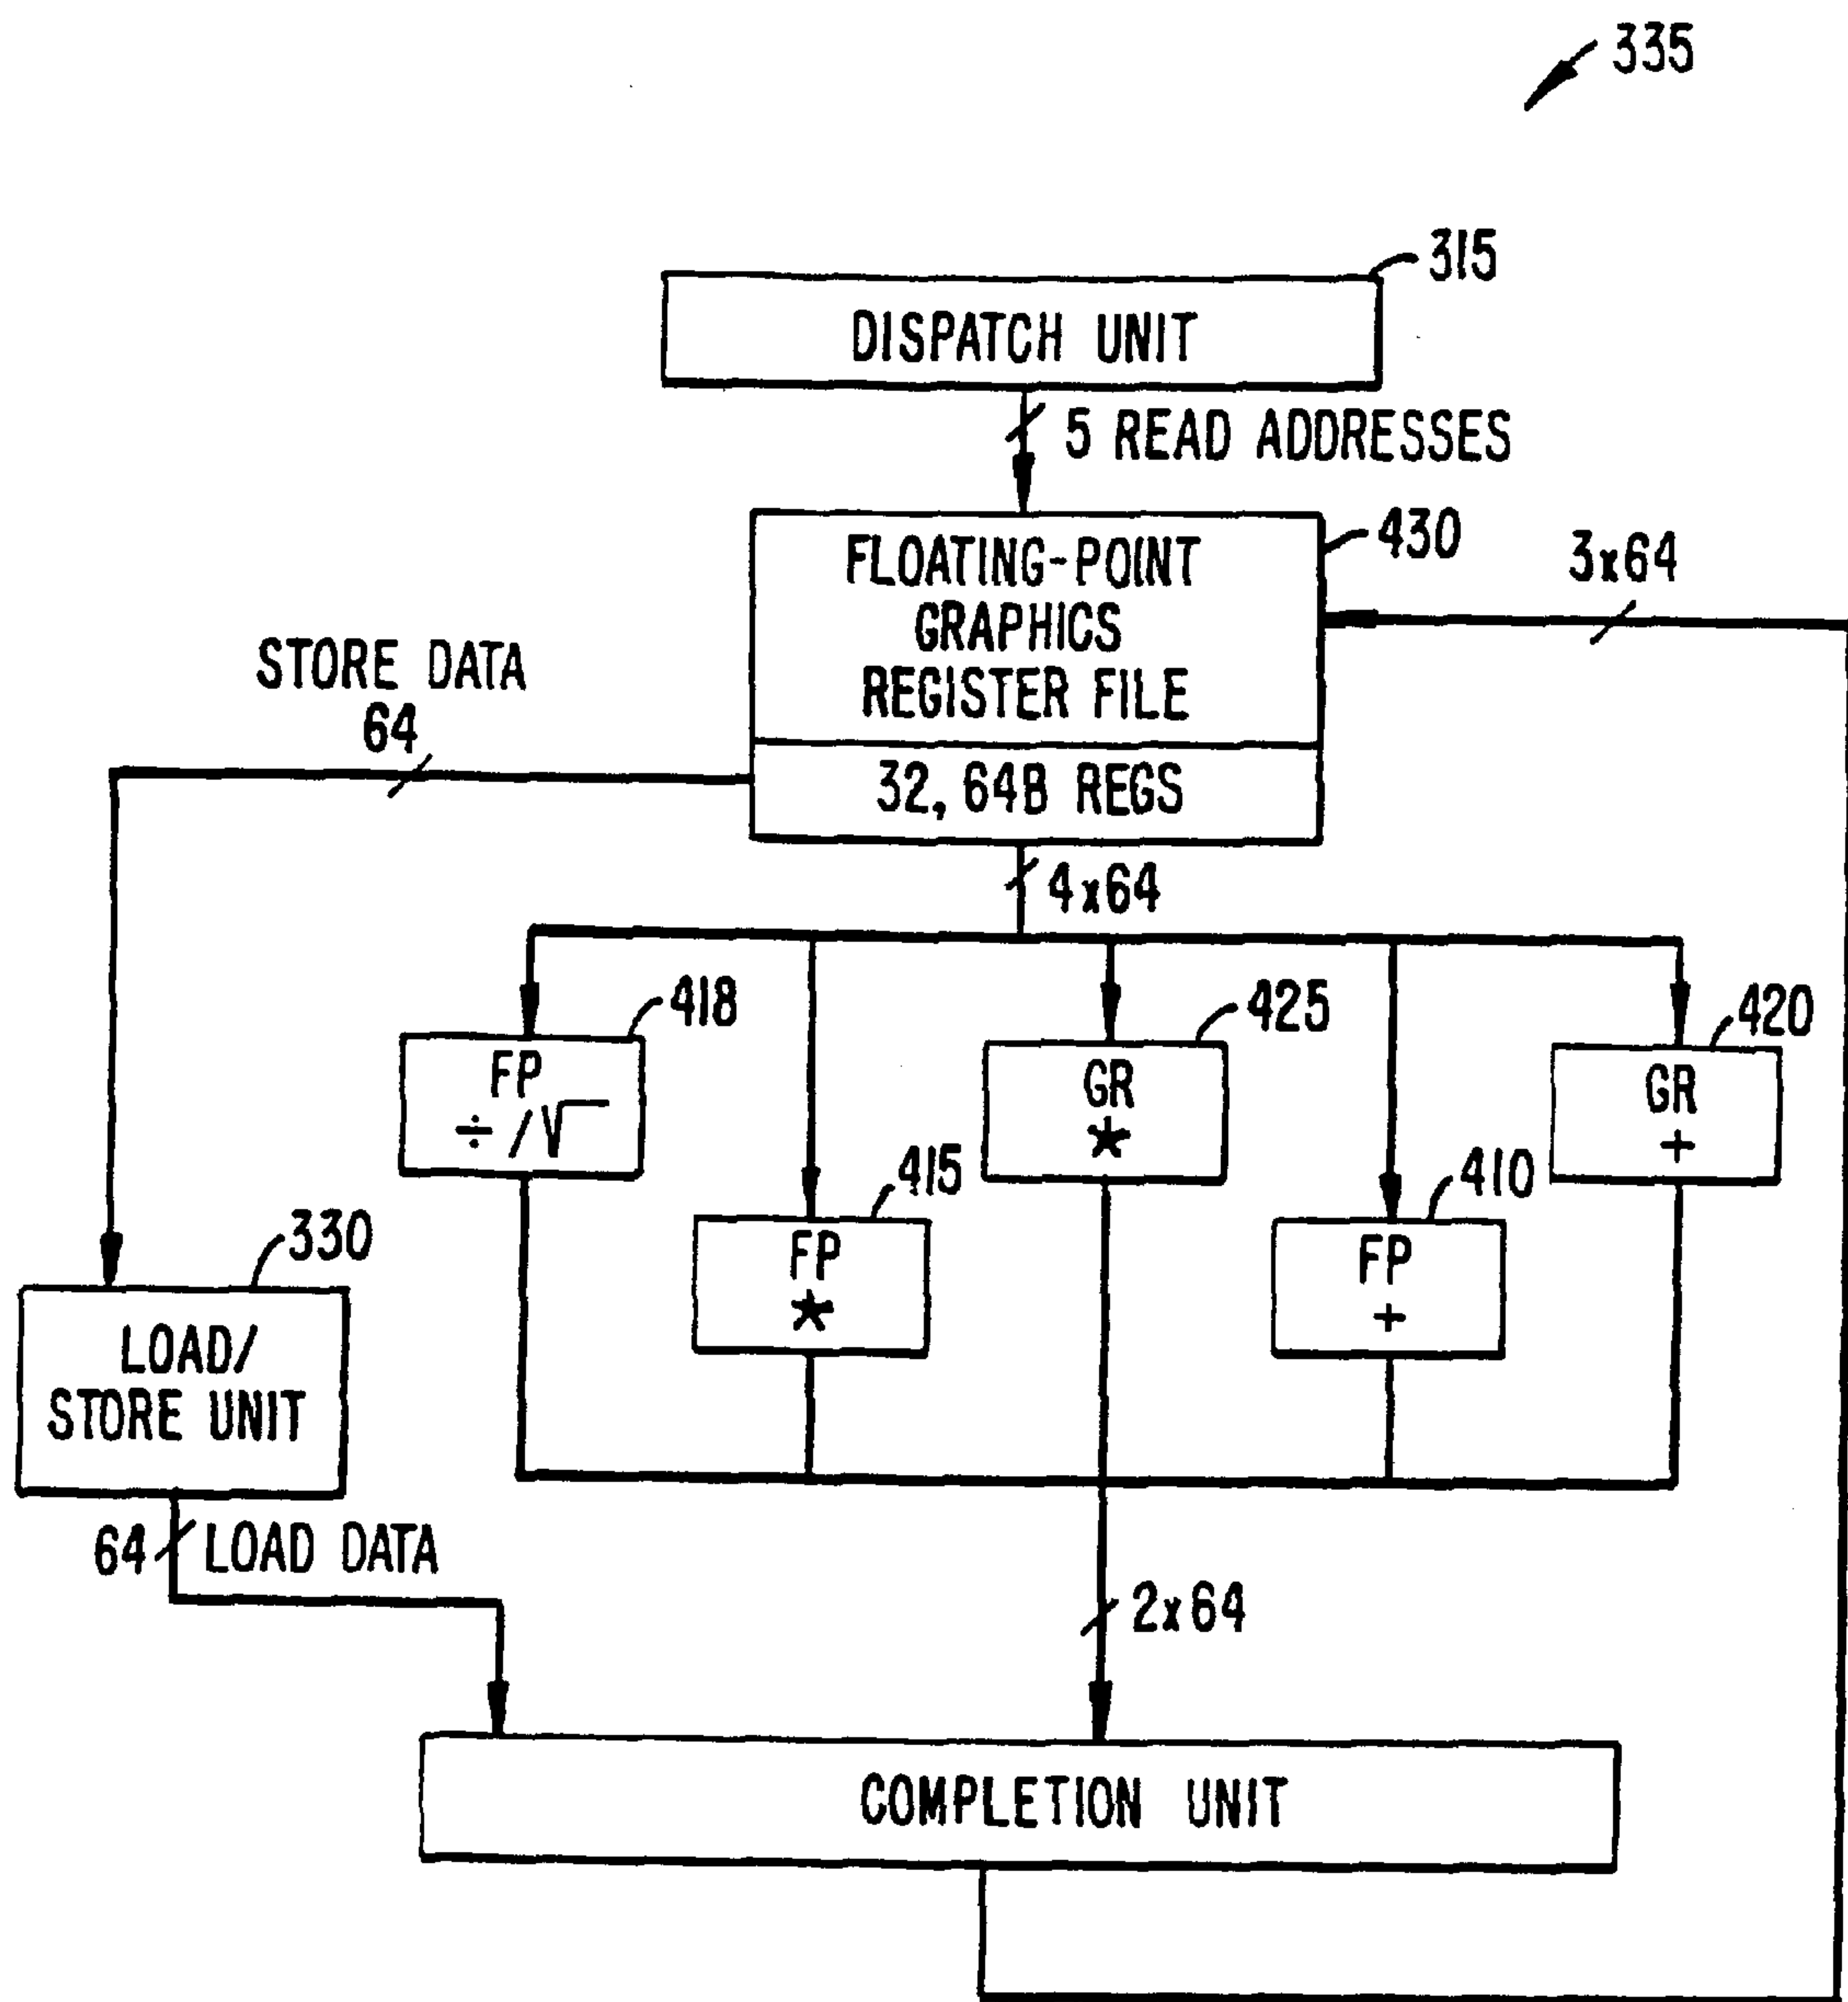 335
315
DISPATCH UNIT
5 READ ADDRESSES
430
FLOATING-POINT
GRAPHICS
REGISTER FILE
3x64
STORE DATA
64
32, 64B REGS
4x64
418
FP
÷/√
425
GR
*
420
GR
+
415
FP
*
410
FP
+
330
LOAD/
STORE UNIT
64 LOAD DATA
2x64
COMPLETION UNIT